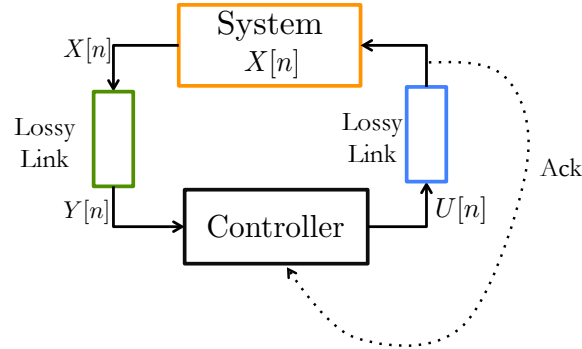 System
X[n]
X[n]
Lossy
Link
Lossy
Link
Ack
Y[n]
Controller
U[n]